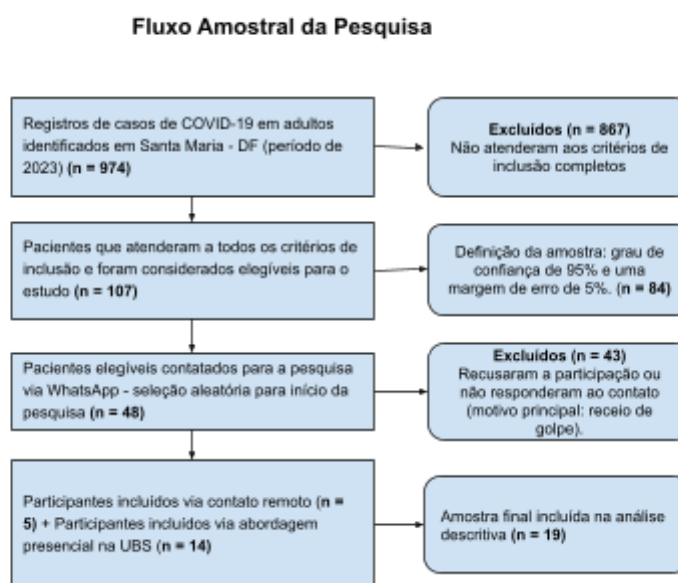 Fluxo Amostral da Pesquisa
Registros de casos de COVID-19 em adultos
identificados em Santa Maria - DF (período de
2023) (n = 974)
Excluídos (n = 867)
Não atenderam aos critérios de
inclusão completos
Pacientes que atenderam a todos os critérios de
inclusão e foram considerados elegíveis para o
estudo (n = 107)
Definição da amostra: grau de
confiança de 95% e uma
margem de erro de 5%. (n = 84)
Pacientes elegíveis contatados para a pesquisa
via WhatsApp - seleção aleatória para início da
pesquisa (n = 48)
Excluídos (n = 43)
Recusaram a participação ou
não responderam ao contato
(motivo principal: receio de
golpe).
Participantes incluídos via contato remoto (n =
5) + Participantes incluídos via abordagem
presencial na UBS (n = 14)
Amostra final incluída na análise
descritiva (n = 19)